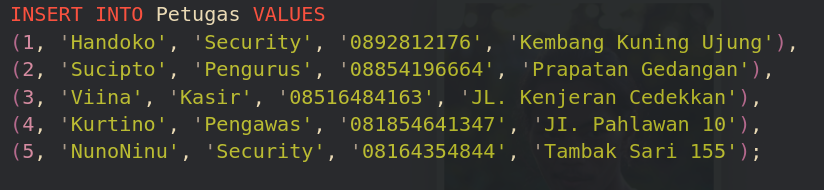 INSERT INTO Petugas VALUES
(1, 'Handoko', 'Security', '0892812176', 'Kembang Kuning Ujung'),
(2, 'Sucipto', 'Pengurus', '08854196664', 'Prapatan Gedangan'),
(3, 'Viina', 'Kasir', '08516484163', 'JL. Kenjeran Cedekkan'),
(4, 'Kurtino', 'Pengawas', '081854641347', 'JI. Pahlawan 10'),
(5, 'NunoNinu', 'Security', '08164354844', 'Tambak Sari 155');